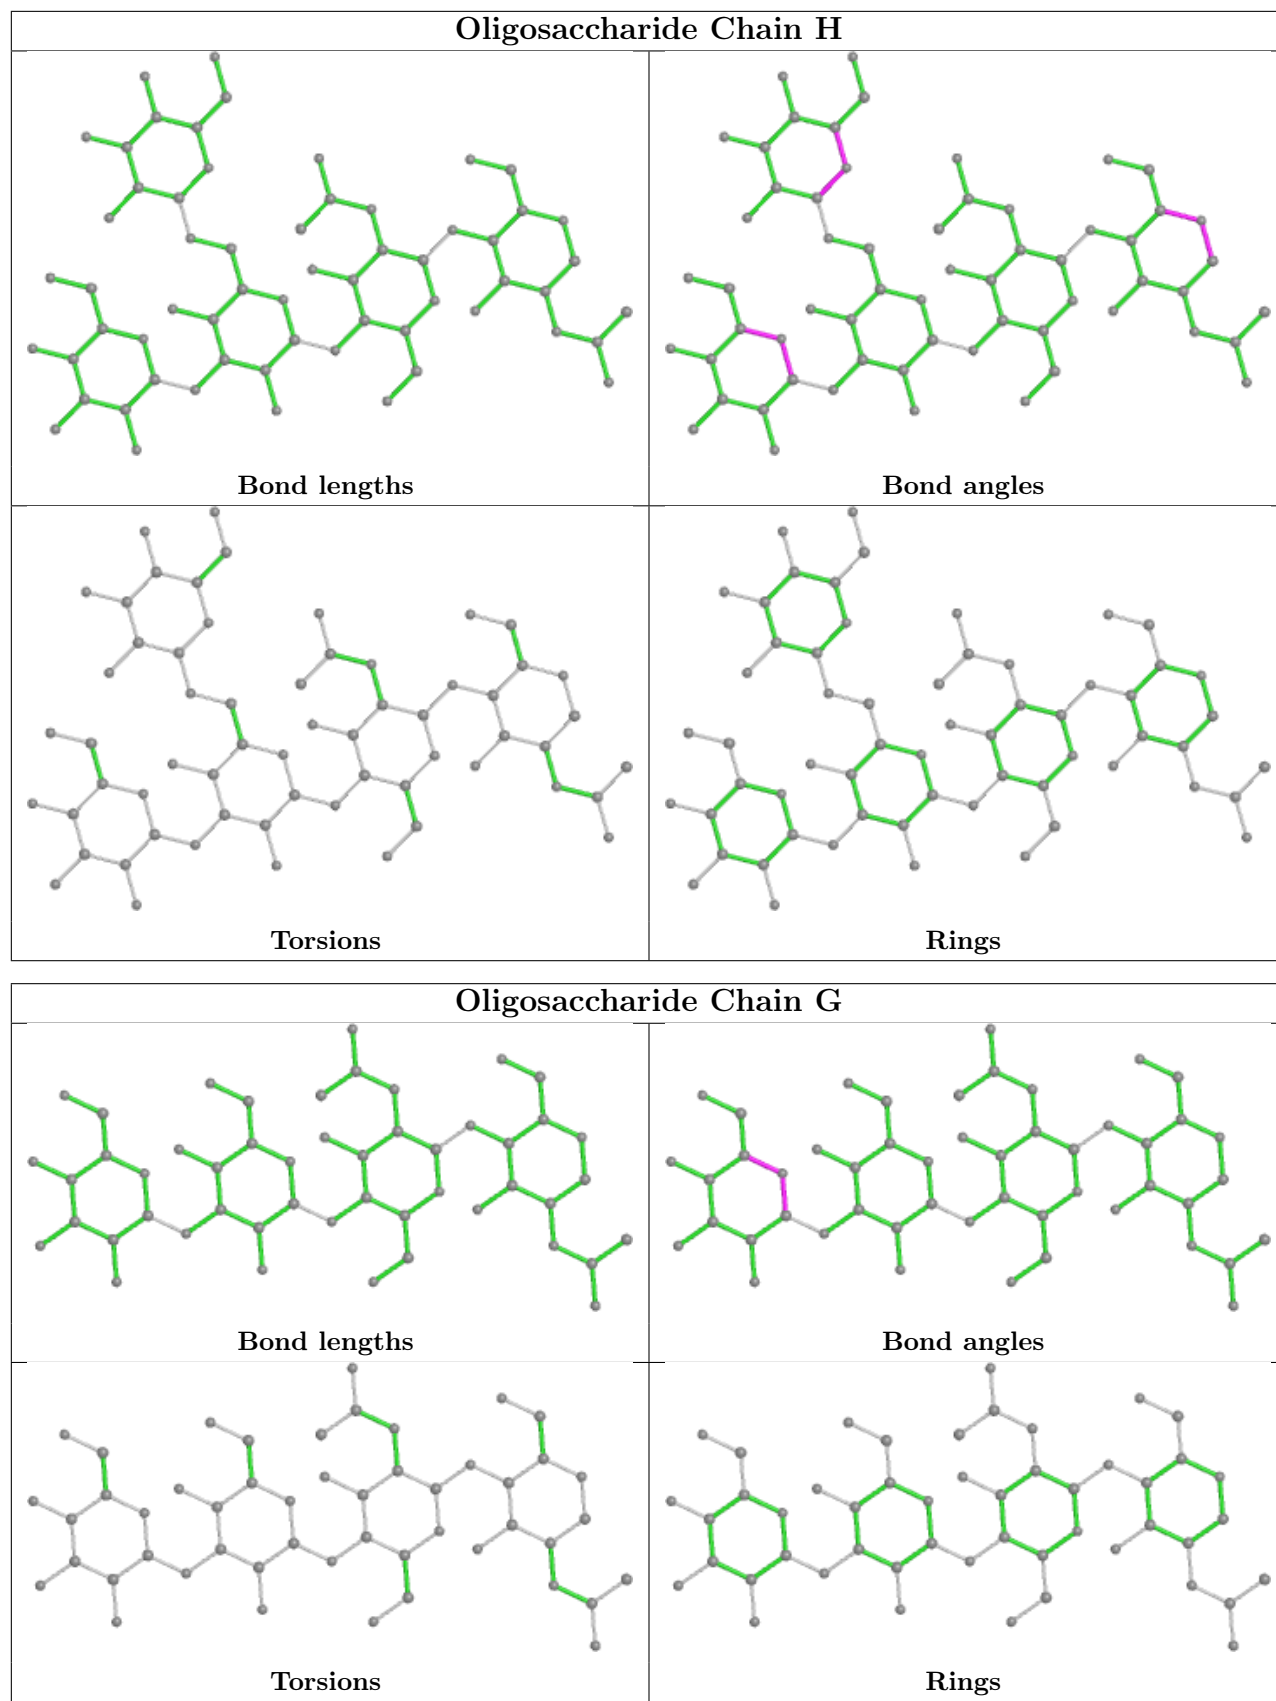 Oligosaccharide Chain H
Bond lengths
Bond angles
Torsions
Rings
Oligosaccharide Chain G
Bond lengths
Bond angles
Torsions
Rings